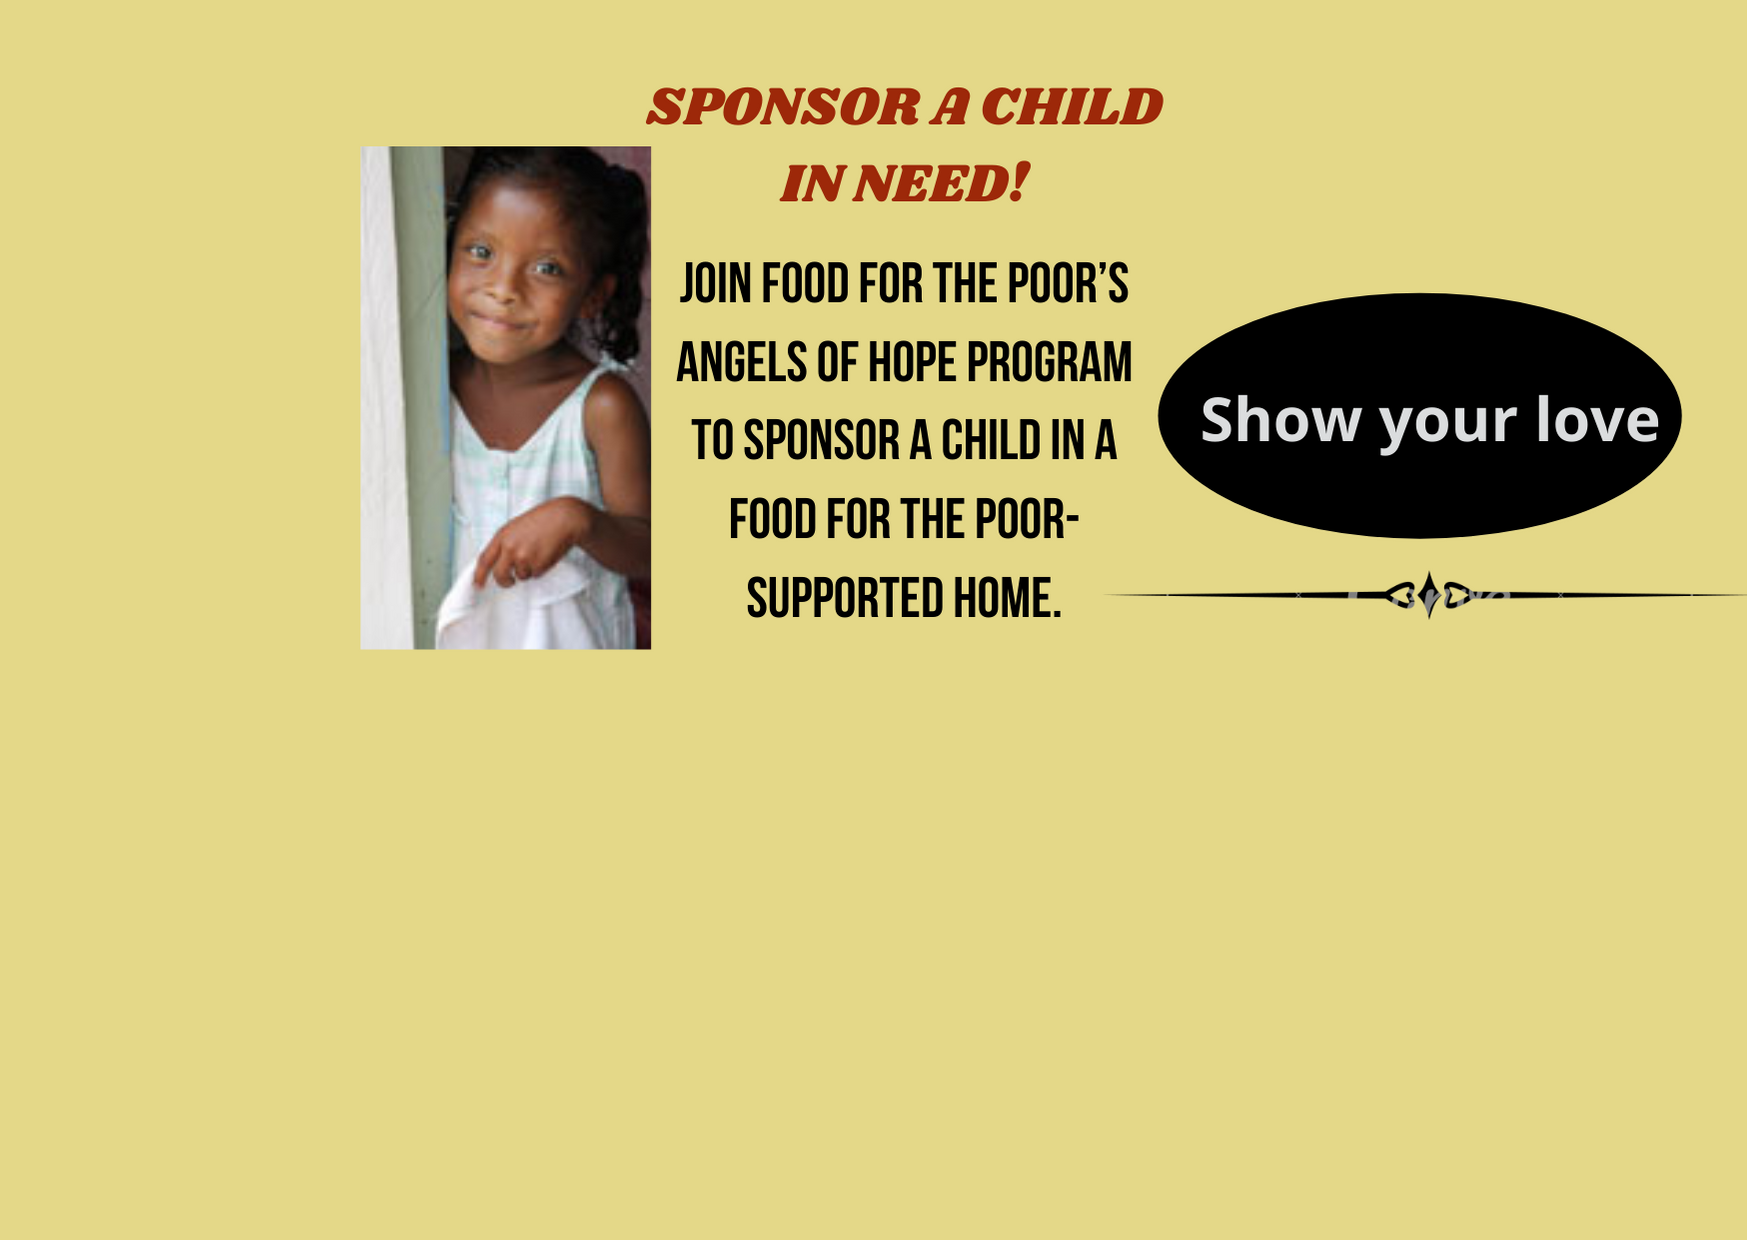 SPONSOR A CHILD
IN NEED!
JOIN FOOD FOR THE POOR’S
ANGELS OF HOPE PROGRAM
TO SPONSOR A CHILD IN A
FOOD FOR THE POOR-
SUPPORTED HOME.
Show your love